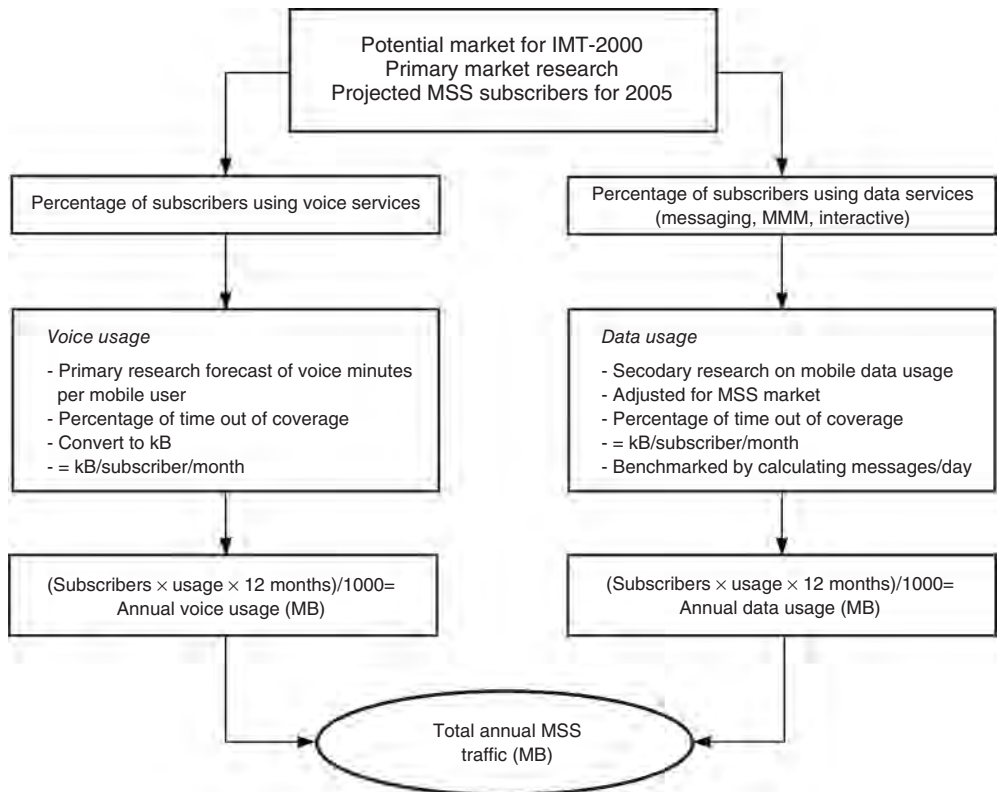 Potential market for IMT-2000
Primary market research
Projected MSS subscribers for 2005
Percentage of subscribers using voice services
Percentage of subscribers using data services
(messaging, MMM, interactive)
Voice usage
- Primary research forecast of voice minutes
per mobile user
- Percentage of time out of coverage
- Convert to kB
- = kB/subscriber/month
Data usage
- Secodary research on mobile data usage
- Adjusted for MSS market
- Percentage of time out of coverage
- = kB/subscriber/month
- Benchmarked by calculating messages/day
(Subscribers × usage × 12 months)/1000=
Annual voice usage (MB)
(Subscribers × usage × 12 months)/1000=
Annual data usage (MB)
Total annual MSS
traffic (MB)